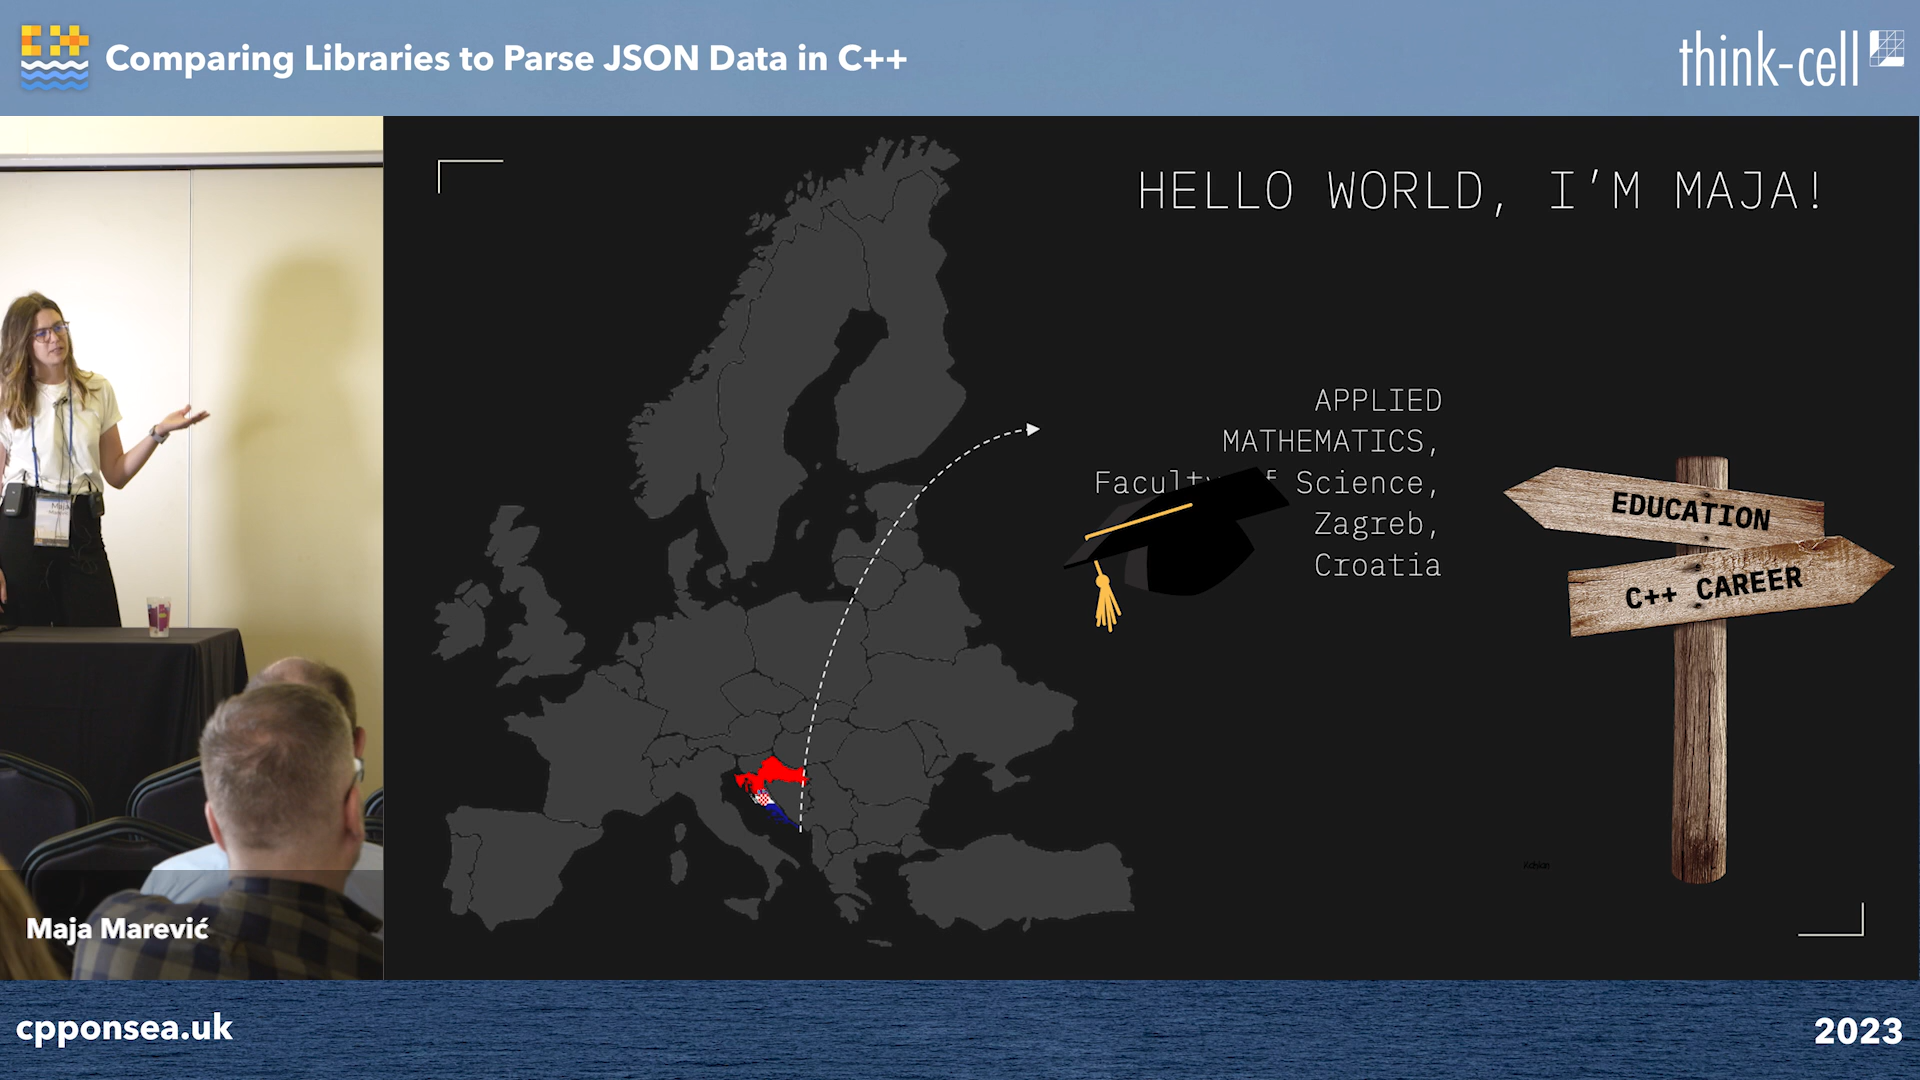 Comparing Libraries to Parse JSON Data in C++
think-cell
HELLO WORLD, I’M MAJA!
APPLIED
MATHEMATICS,
Faculty of Science,
Zagreb,
Croatia
EDUCATION
C++ CAREER
Maja
Maja Marević
cpponsea.uk
2023